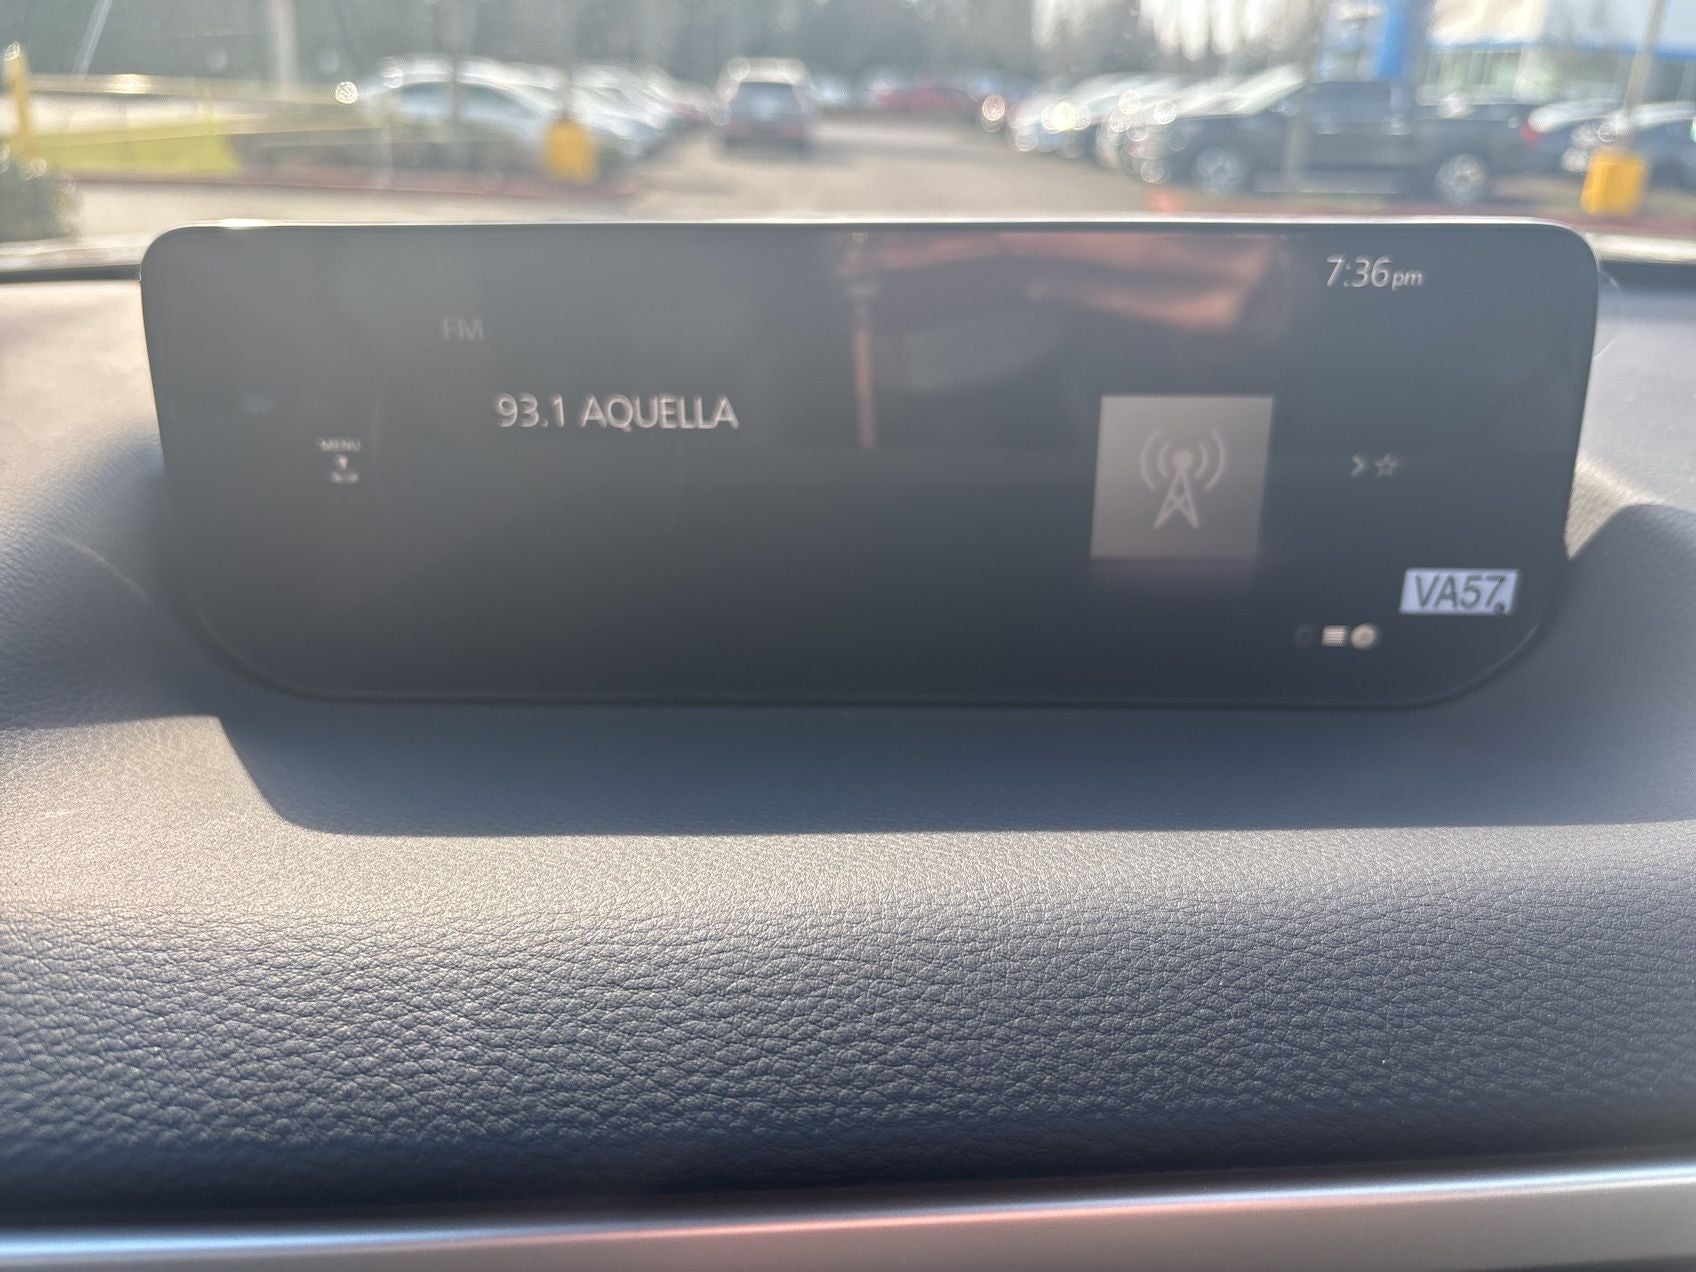 7:36pm
FM
93.1 AQUELLA
MENU
VA57